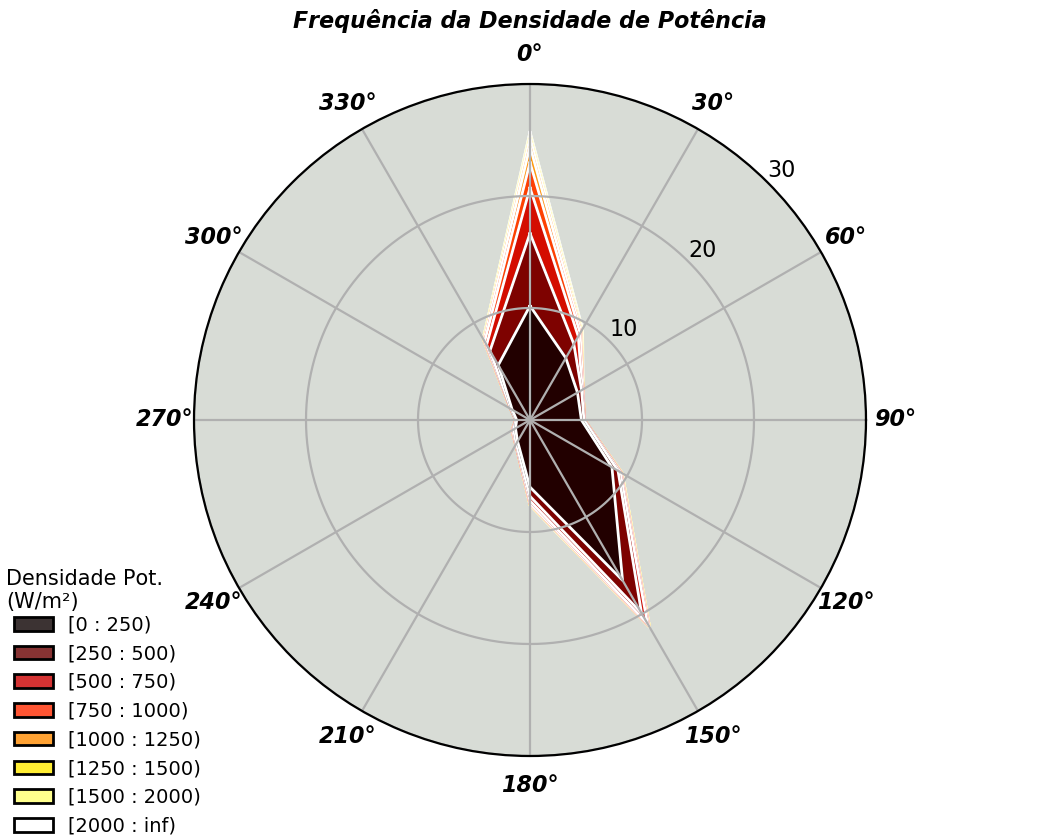 Frequência da Densidade de Potência
0°
330°
30°
30
300°
60°
20
10
270°
90°
240°
120°
210°
150°
180°
Densidade Pot.
(W/m²)
[0 : 250)
[250 : 500)
[500 : 750)
[750 : 1000)
[1000 : 1250)
[1250 : 1500)
[1500 : 2000)
[2000 : inf)